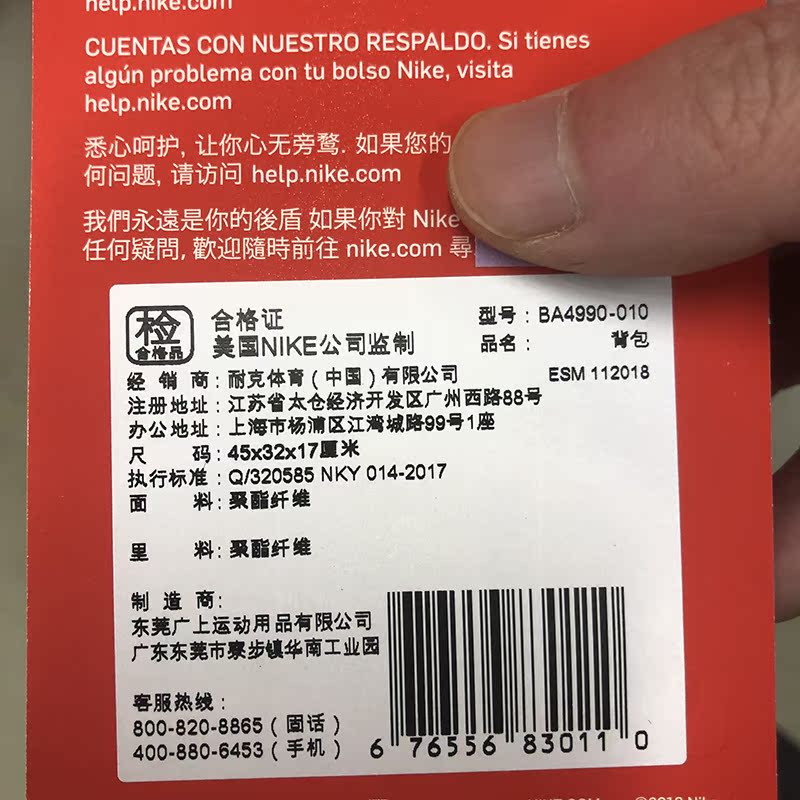 help.nike.com
CUENTAS CON NUESTRO RESPALDO. Si tienes
algún problema con tu bolso Nike, visita
help.nike.com
悉心呵护, 让你心无旁骛. 如果您的
何问题, 请访问 help.nike.com
我們永遠是你的後盾 如果你對 Nike
任何疑問, 歡迎隨時前往 nike.com 尋
检
合格品
合格证
美国NIKE公司监制
型号：BA4990-010
品名： 背包
ESM 112018
经销商：耐克体育（中国）有限公司
注册地址：江苏省太仓经济开发区广州西路88号
办公地址：上海市杨浦区江湾城路99号1座
尺 码：45x32x17厘米
执行标准：Q/320585 NKY 014-2017
面 料：聚酯纤维
里 料：聚酯纤维
制造商：
东莞广上运动用品有限公司
广东东莞市寮步镇华南工业园
客服热线：
800-820-8865（固话）
400-880-6453（手机）
6 76556 83011 0